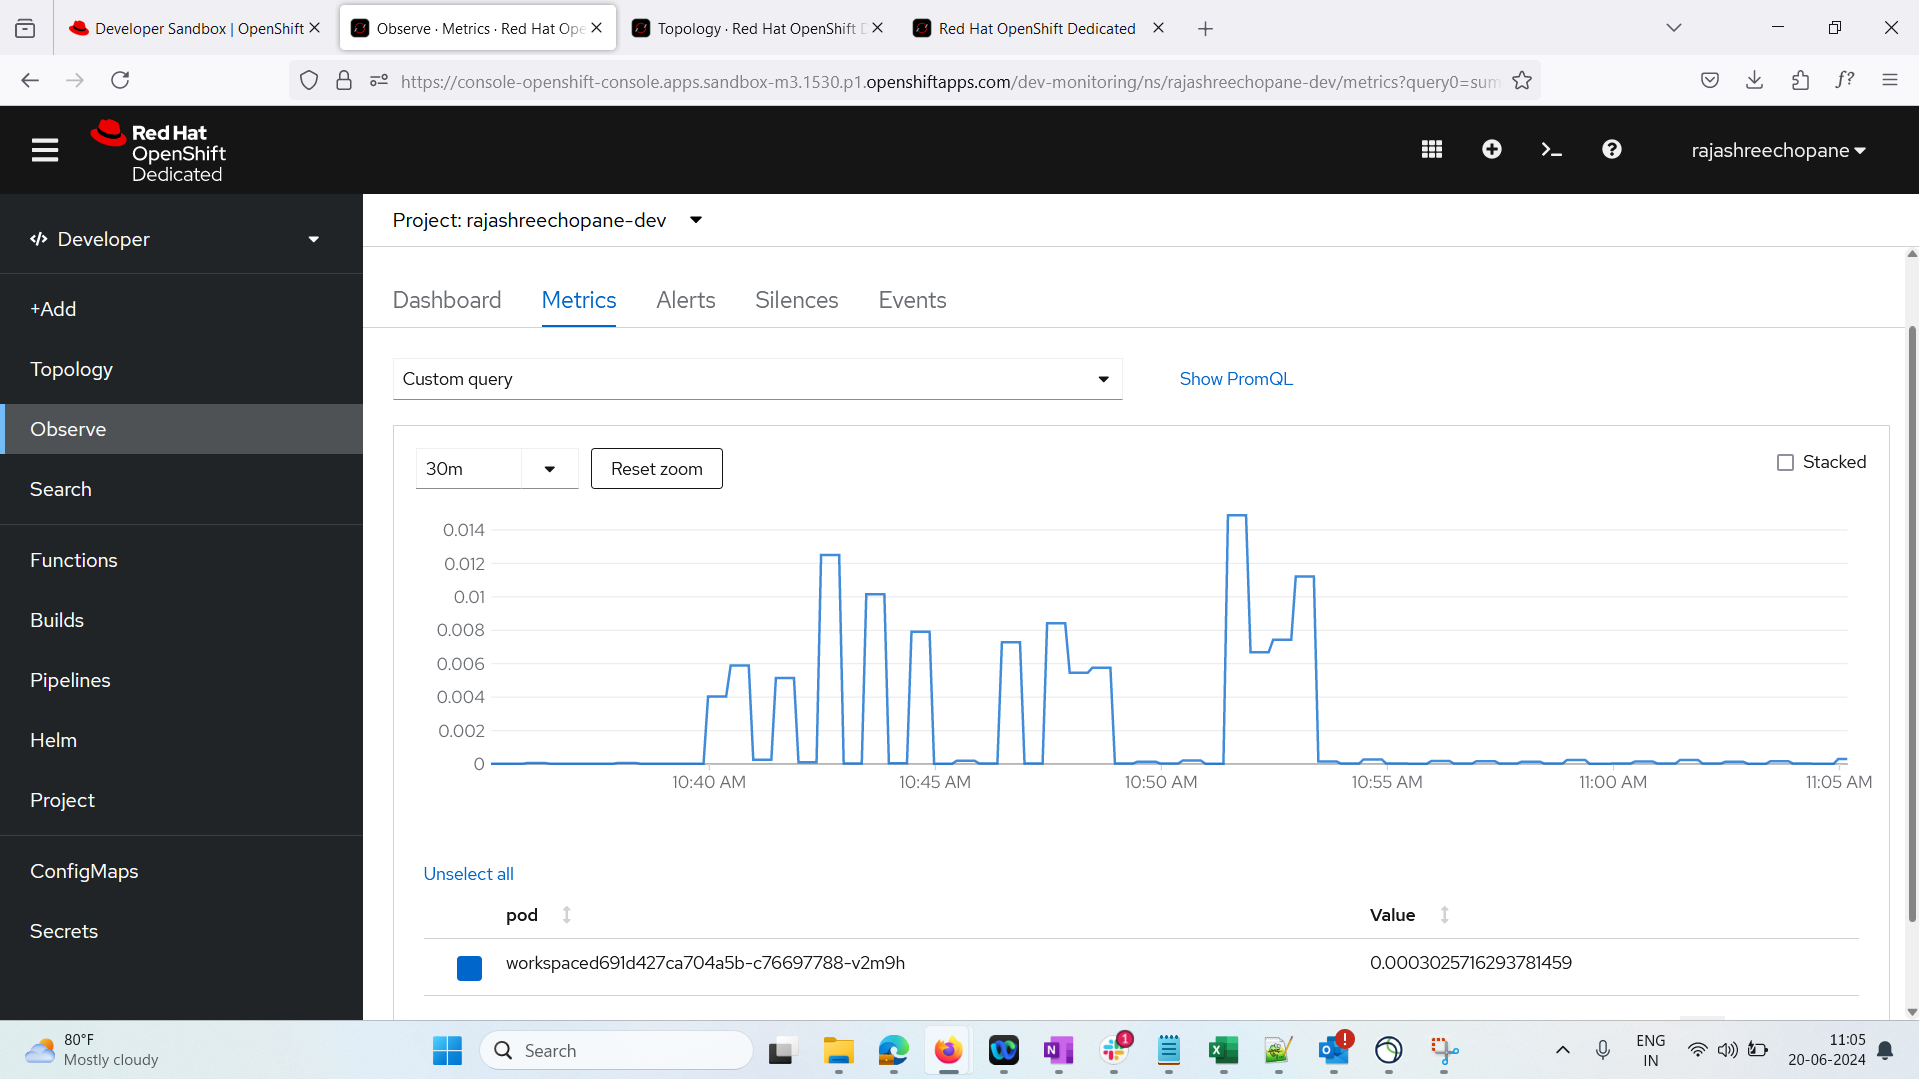 Developer Sandbox | OpenShift
Observe · Metrics · Red Hat Ope
Topology · Red Hat OpenShift D
Red Hat OpenShift Dedicated
https://console-openshift-console.apps.sandbox-m3.1530.p1.openshiftapps.com/dev-monitoring/ns/rajashreechopane-dev/metrics?query0=sum
Red Hat
OpenShift
Dedicated
rajashreechopane
Developer
+Add
Topology
Observe
Search
Functions
Builds
Pipelines
Helm
Project
ConfigMaps
Secrets
Project: rajashreechopane-dev
Dashboard Metrics Alerts Silences Events
Custom query
Show PromQL
30m
Reset zoom
Stacked
0.014
0.012
0.01
0.008
0.006
0.004
0.002
0
10:40 AM 10:45 AM 10:50 AM 10:55 AM 11:00 AM 11:05 AM
Unselect all
pod Value
workspaced691d427ca704a5b-c76697788-v2m9h 0.0003025716293781459
80°F
Mostly cloudy
Search
1
ENG
IN
11:05
20-06-2024